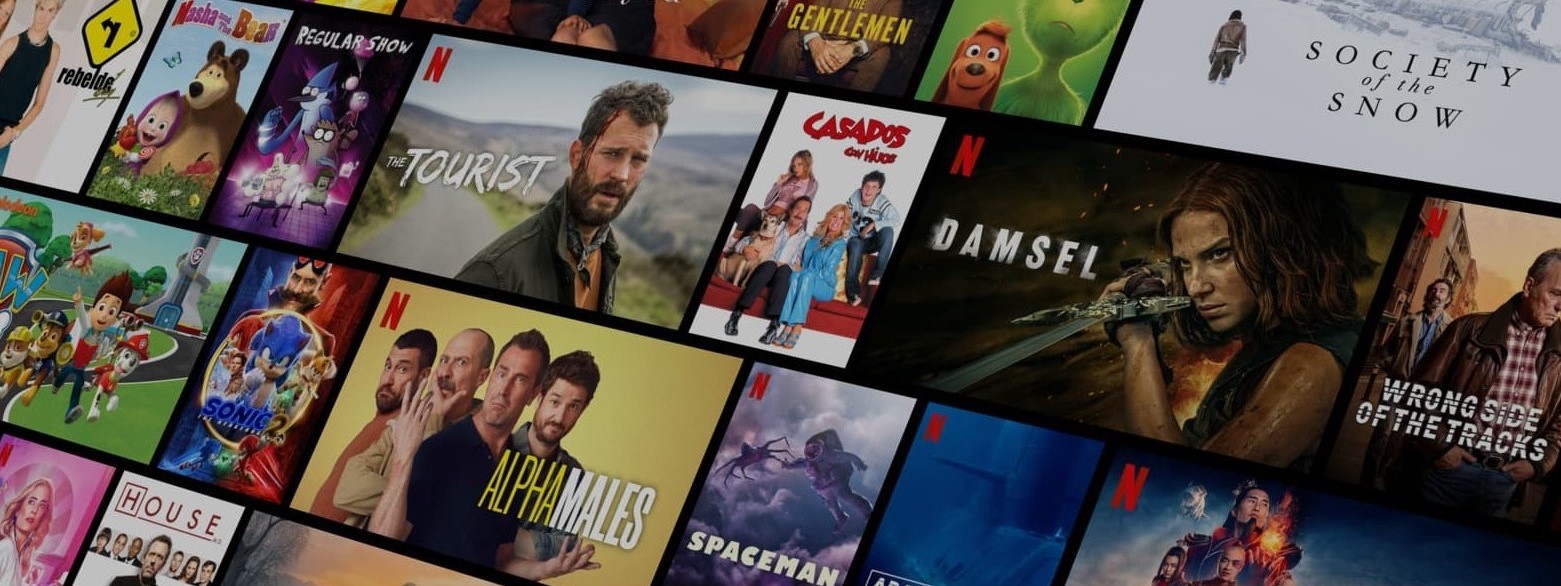 rebelde
Masha and The Bear
REGULAR SHOW
THE
GENTLEMEN
SOCIETY
of the
SNOW
N
THE TOURIST
CASADOS
CON HIJOS
N
DAMSEL
N
WRONG SIDE
OF THE TRACKS
nickelodeon
SONIC
2
N
ALPHA MALES
N
SPACEMAN
N
N
N
HOUSE
M.D.